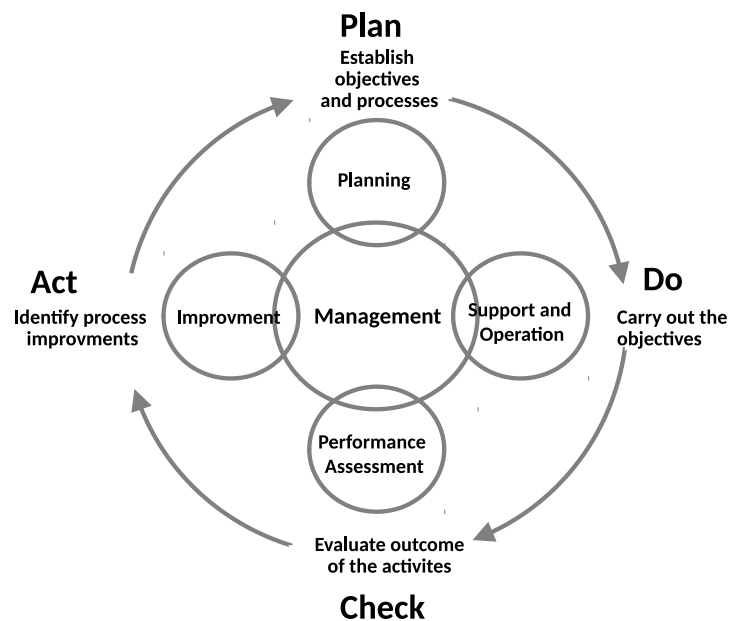 Plan
Establish
objectives
and processes
Planning
Act
Identify process
improvments
Improvment
Management
Support and
Operation
Do
Carry out the
objectives
Performance
Assessment
Evaluate outcome
of the activites
Check